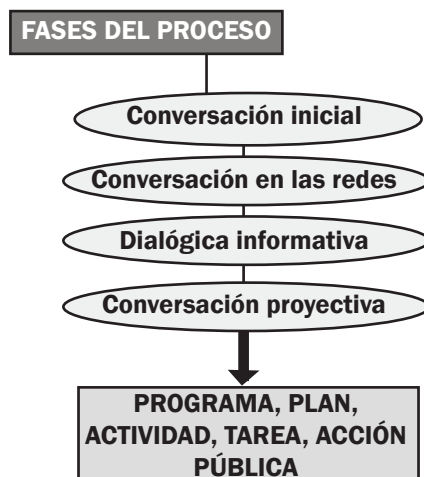 FASES DEL PROCESO
Conversación inicial
Conversación en las redes
Dialógica informativa
Conversación proyectiva
PROGRAMA, PLAN,
ACTIVIDAD, TAREA, ACCIÓN
PÚBLICA